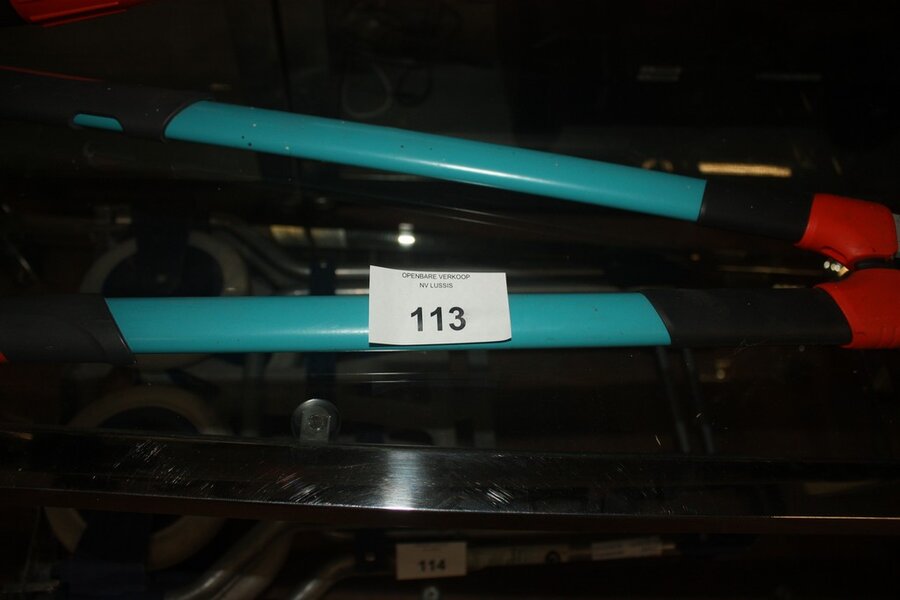 OPENBARE VERKOOP
NV LUSSIS
113
114